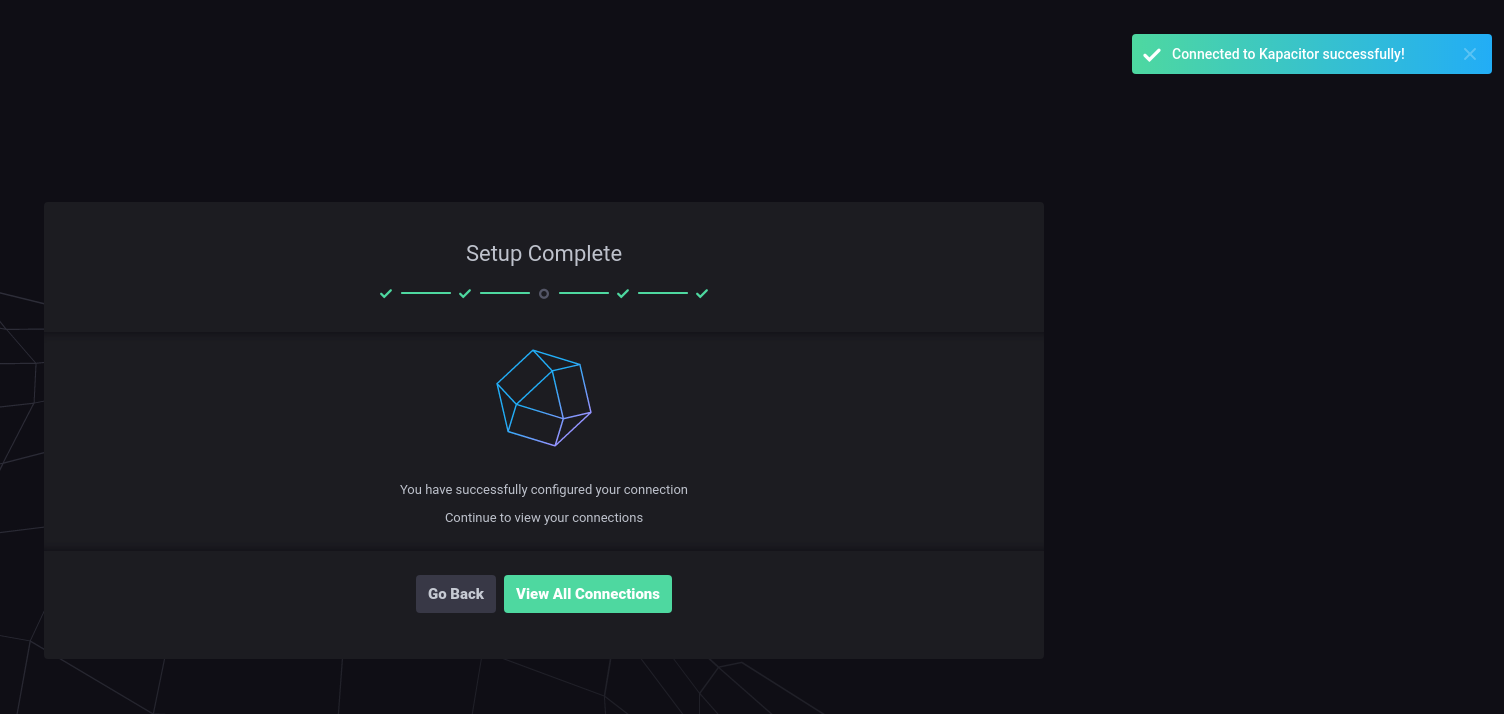 Connected to Kapacitor successfully!
Setup Complete
You have successfully configured your connection
Continue to view your connections
Go Back
View All Connections